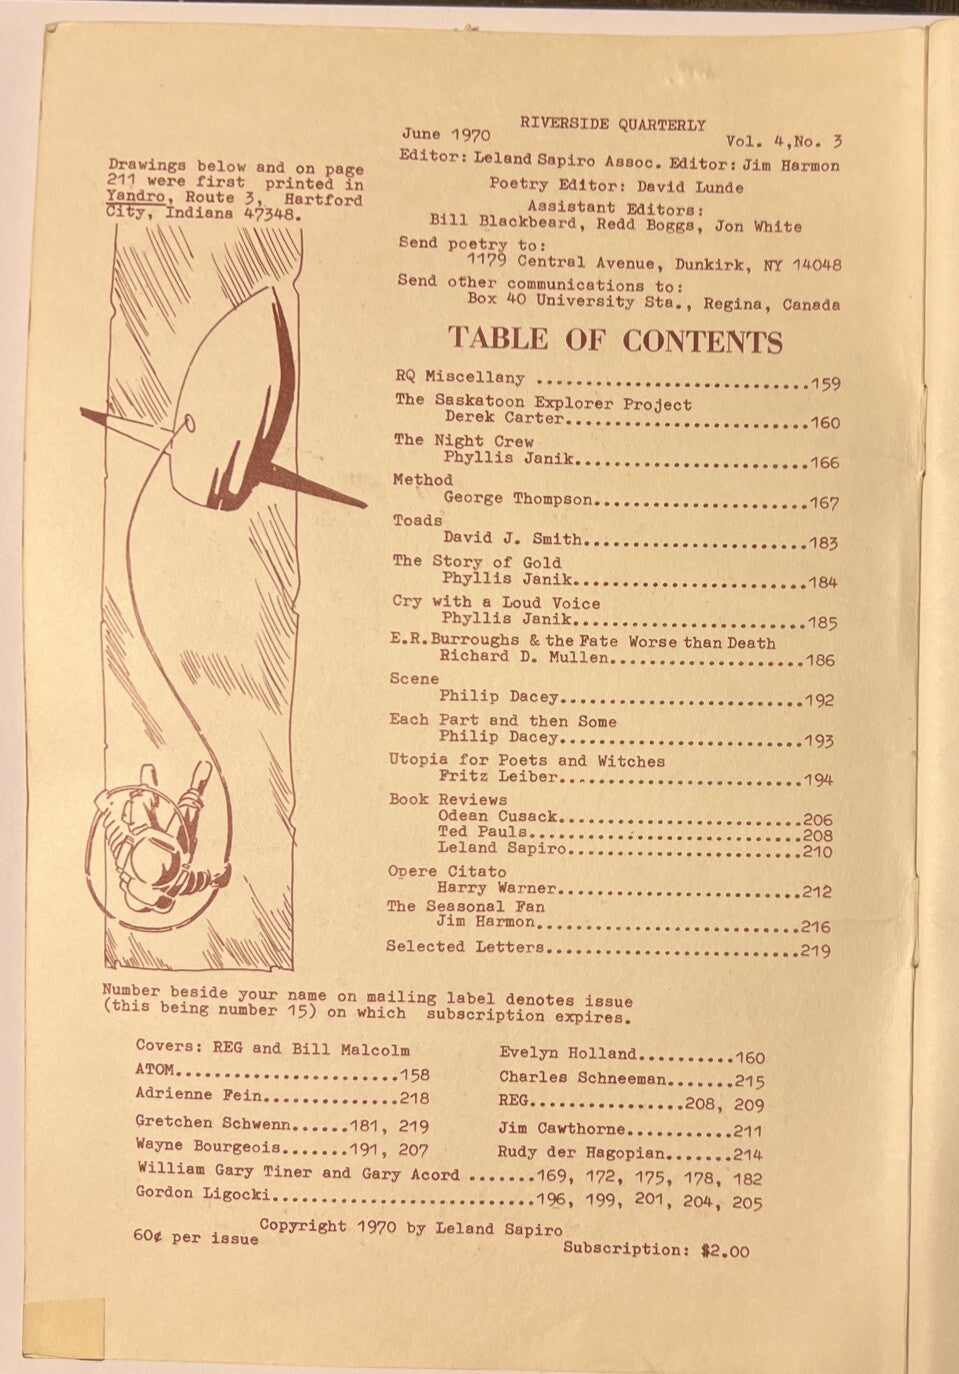 RIVERSIDE QUARTERLY
June 1970 Vol. 4,No. 3
Editor: Leland Sapiro Assoc. Editor: Jim Harmon
Poetry Editor: David Lunde
Assistant Editors:
Bill Blackbeard, Redd Boggs, Jon White
Send poetry to:
1179 Central Avenue, Dunkirk, NY 14048
Send other communications to:
Box 40 University Sta., Regina, Canada
Drawings below and on page
211 were first printed in
Yandro, Route 3, Hartford
City, Indiana 47348.
TABLE OF CONTENTS
RQ Miscellany ............................159
The Saskatoon Explorer Project
Derek Carter.........................160
The Night Crew
Phyllis Janik........................166
Method
George Thompson......................167
Toads
David J. Smith.......................183
The Story of Gold
Phyllis Janik........................184
Cry with a Loud Voice
Phyllis Janik........................185
E.R.Burroughs & the Fate Worse than Death
Richard D. Mullen....................186
Scene
Philip Dacey.........................192
Each Part and then Some
Philip Dacey.........................193
Utopia for Poets and Witches
Fritz Leiber.........................194
Book Reviews
Odean Cusack.........................206
Ted Pauls............................208
Leland Sapiro........................210
Opere Citato
Harry Warner.........................212
The Seasonal Fan
Jim Harmon...........................216
Selected Letters..........................219
Number beside your name on mailing label denotes issue
(this being number 15) on which subscription expires.
Covers: REG and Bill Malcolm
ATOM.......................158
Adrienne Fein..............218
Gretchen Schwenn......181, 219
Wayne Bourgeois.......191, 207
Evelyn Holland..........160
Charles Schneeman.......215
REG................208, 209
Jim Cawthorne...........211
Rudy der Hagopian.......214
William Gary Tiner and Gary Acord .......169, 172, 175, 178, 182
Gordon Ligocki...........................196, 199, 201, 204, 205
Copyright 1970 by Leland Sapiro
60¢ per issue
Subscription: $2.00